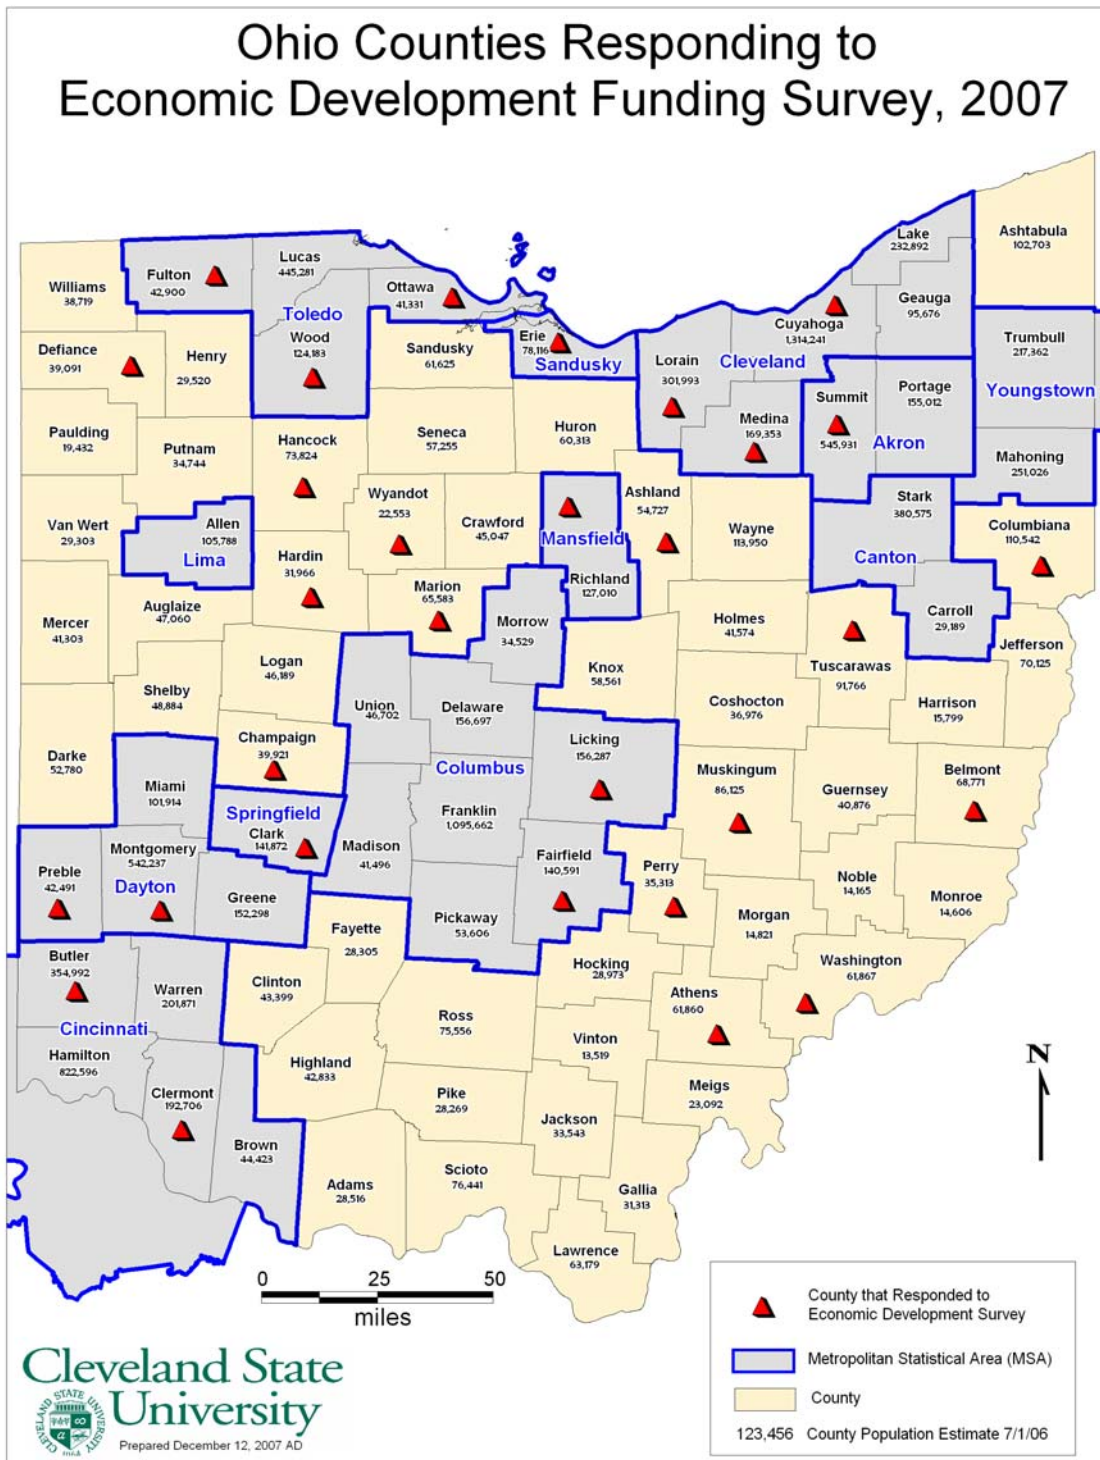 Ohio Counties Responding to
Economic Development Funding Survey, 2007
Ashtabula
102,703
Lake
232,892
Geauga
95,676
Lucas
445,281
Fulton
42,900
Williams
38,719
Ottawa
41,331
Toledo
Wood
124,183
Cuyahoga
1,314,241
Trumbull
217,362
Erie
78,116
Sandusky
Sandusky
61,625
Defiance
39,091
Henry
29,520
Lorain
301,993
Cleveland
Youngstown
Portage
155,012
Summit
545,931
Akron
Medina
169,353
Paulding
19,432
Putnam
34,744
Hancock
73,824
Seneca
57,255
Huron
60,313
Mahoning
251,026
Wyandot
22,553
Ashland
54,727
Stark
380,575
Van Wert
29,303
Allen
105,788
Lima
Crawford
45,047
Mansfield
Wayne
113,950
Columbiana
110,542
Canton
Hardin
31,966
Marion
65,583
Richland
127,010
Mercer
41,303
Auglaize
47,060
Morrow
34,529
Holmes
41,574
Carroll
29,189
Jefferson
70,125
Logan
46,189
Knox
58,561
Tuscarawas
91,766
Shelby
48,884
Union
46,702
Delaware
156,697
Coshocton
36,976
Harrison
15,799
Darke
52,780
Champaign
39,921
Licking
156,287
Columbus
Muskingum
86,125
Guernsey
40,876
Belmont
68,771
Miami
101,914
Springfield
Clark
141,872
Franklin
1,095,662
Montgomery
542,237
Madison
41,496
Fairfield
140,591
Preble
42,491
Dayton
Greene
152,298
Perry
35,313
Noble
14,165
Monroe
14,606
Pickaway
53,606
Morgan
14,821
Fayette
28,305
Butler
354,992
Warren
201,871
Clinton
43,399
Hocking
28,973
Washington
61,867
Athens
61,860
Cincinnati
Ross
75,556
Vinton
13,519
Hamilton
822,596
Highland
42,833
Clermont
192,706
Pike
28,269
Meigs
23,092
Jackson
33,543
Brown
44,423
Adams
28,516
Scioto
76,441
Gallia
31,313
Lawrence
63,179
N
0 25 50
miles
County that Responded to
Economic Development Survey
Metropolitan Statistical Area (MSA)
County
123,456 County Population Estimate 7/1/06
Cleveland State
University
CLEVELAND STATE UNIVERSITY
Prepared December 12, 2007 AD